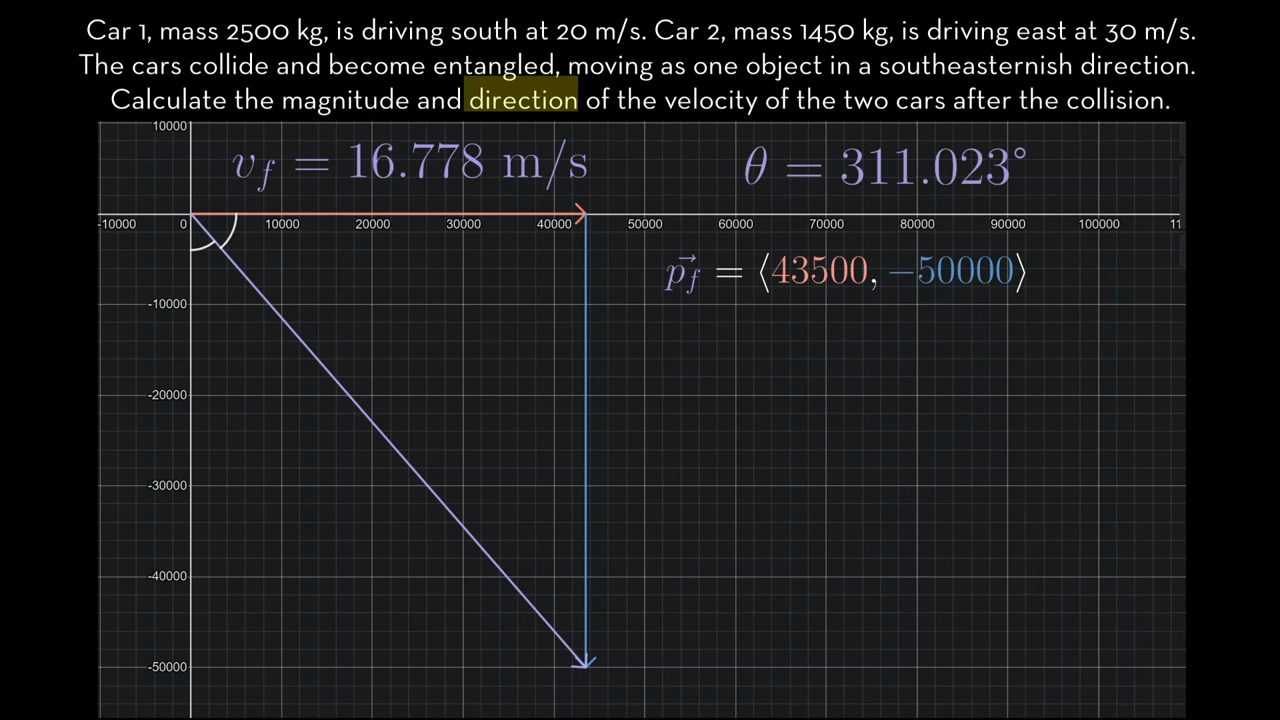 Car 1, mass 2500 kg, is driving south at 20 m/s. Car 2, mass 1450 kg, is driving east at 30 m/s.
The cars collide and become entangled, moving as one object in a southeasternish direction.
Calculate the magnitude and direction of the velocity of the two cars after the collision.
10000
v_f = 16.778 m/s
θ = 311.023°
-10000 0 10000 20000 30000 40000 50000 60000 70000 80000 90000 100000 11
p⃗_f = ⟨43500, −50000⟩
-10000
-20000
-30000
-40000
-50000